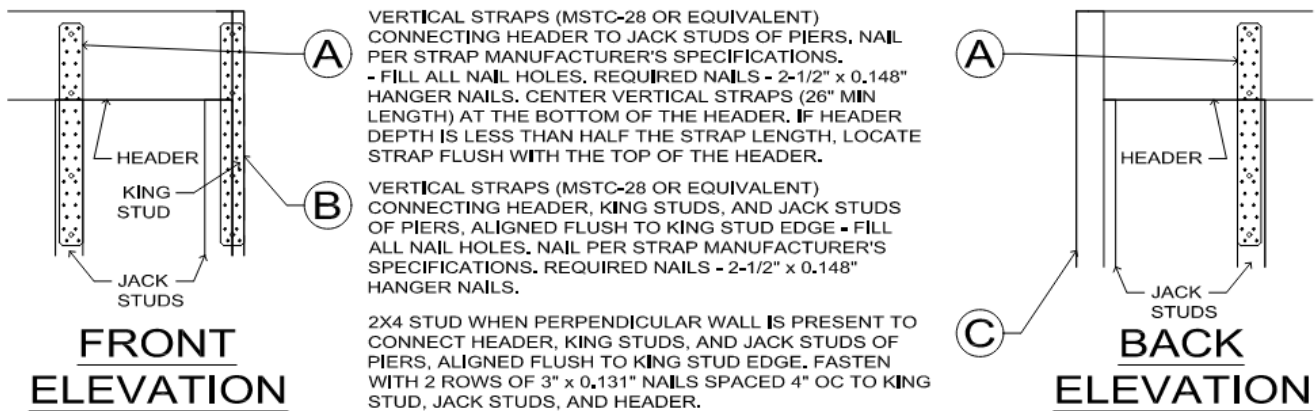 A
VERTICAL STRAPS (MSTC-28 OR EQUIVALENT)
CONNECTING HEADER TO JACK STUDS OF PIERS, NAIL
PER STRAP MANUFACTURER'S SPECIFICATIONS.
- FILL ALL NAIL HOLES. REQUIRED NAILS - 2-1/2" x 0.148"
HANGER NAILS. CENTER VERTICAL STRAPS (26" MIN
LENGTH) AT THE BOTTOM OF THE HEADER. IF HEADER
DEPTH IS LESS THAN HALF THE STRAP LENGTH, LOCATE
STRAP FLUSH WITH THE TOP OF THE HEADER.
HEADER
KING
STUD
B
VERTICAL STRAPS (MSTC-28 OR EQUIVALENT)
CONNECTING HEADER, KING STUDS, AND JACK STUDS
OF PIERS, ALIGNED FLUSH TO KING STUD EDGE - FILL
ALL NAIL HOLES. NAIL PER STRAP MANUFACTURER'S
SPECIFICATIONS. REQUIRED NAILS - 2-1/2" x 0.148"
HANGER NAILS.
JACK
STUDS
FRONT
ELEVATION
2X4 STUD WHEN PERPENDICULAR WALL IS PRESENT TO
CONNECT HEADER, KING STUDS, AND JACK STUDS OF
PIERS, ALIGNED FLUSH TO KING STUD EDGE. FASTEN
WITH 2 ROWS OF 3" x 0.131" NAILS SPACED 4" OC TO KING
STUD, JACK STUDS, AND HEADER.
A
HEADER
C
JACK
STUDS
BACK
ELEVATION